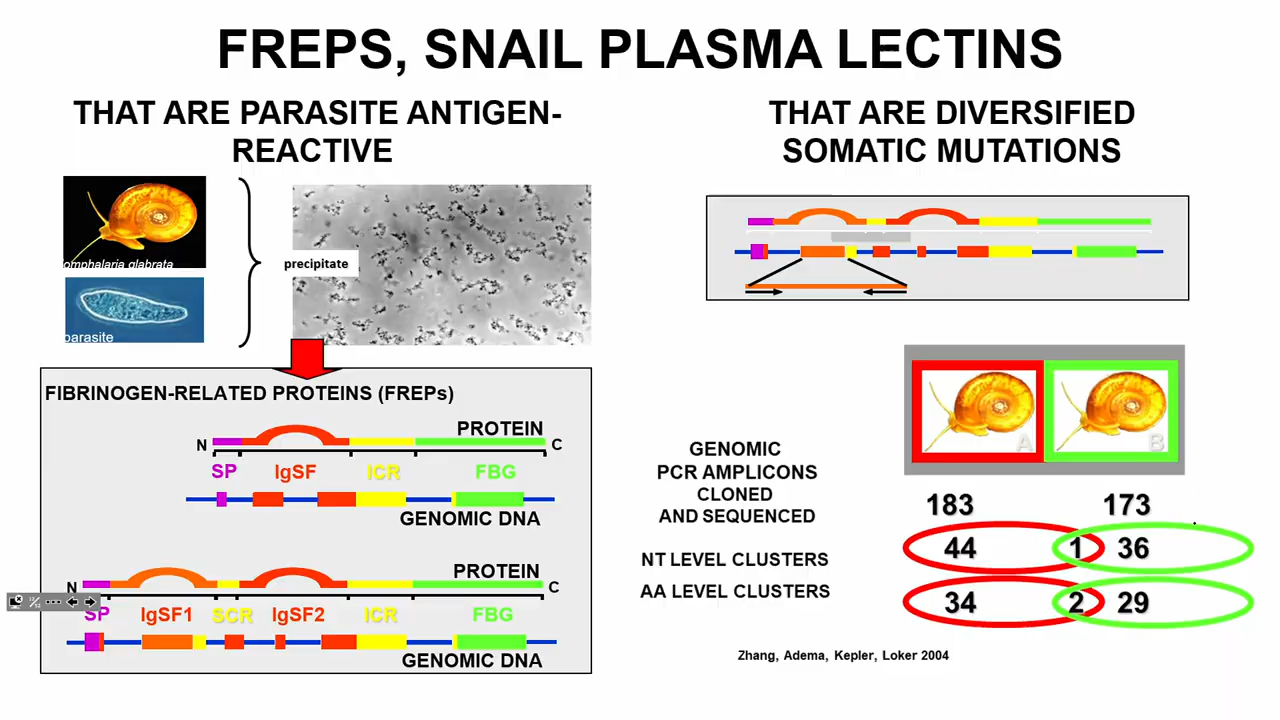 FREPS, SNAIL PLASMA LECTINS
THAT ARE PARASITE ANTIGEN-
REACTIVE
omphalaria glabrata
parasite
precipitate
FIBRINOGEN-RELATED PROTEINS (FREPs)
PROTEIN
N
C
SP
IgSF
ICR
FBG
GENOMIC DNA
PROTEIN
N
C
SP
IgSF1
SCR
IgSF2
ICR
FBG
GENOMIC DNA
THAT ARE DIVERSIFIED
SOMATIC MUTATIONS
A
B
GENOMIC
PCR AMPLICONS
CLONED
AND SEQUENCED
183
173
NT LEVEL CLUSTERS
44
1
36
AA LEVEL CLUSTERS
34
2
29
Zhang, Adema, Kepler, Loker 2004